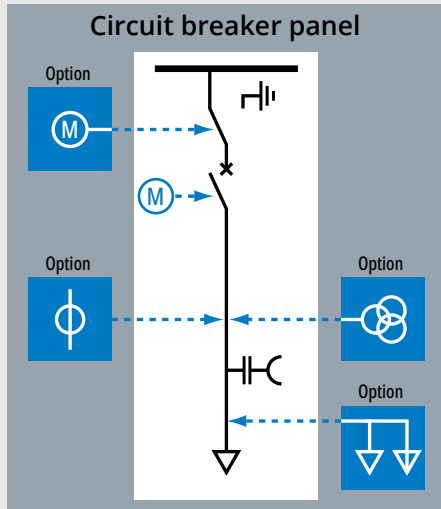 Circuit breaker panel
Option
M
M
Option
Option
Option